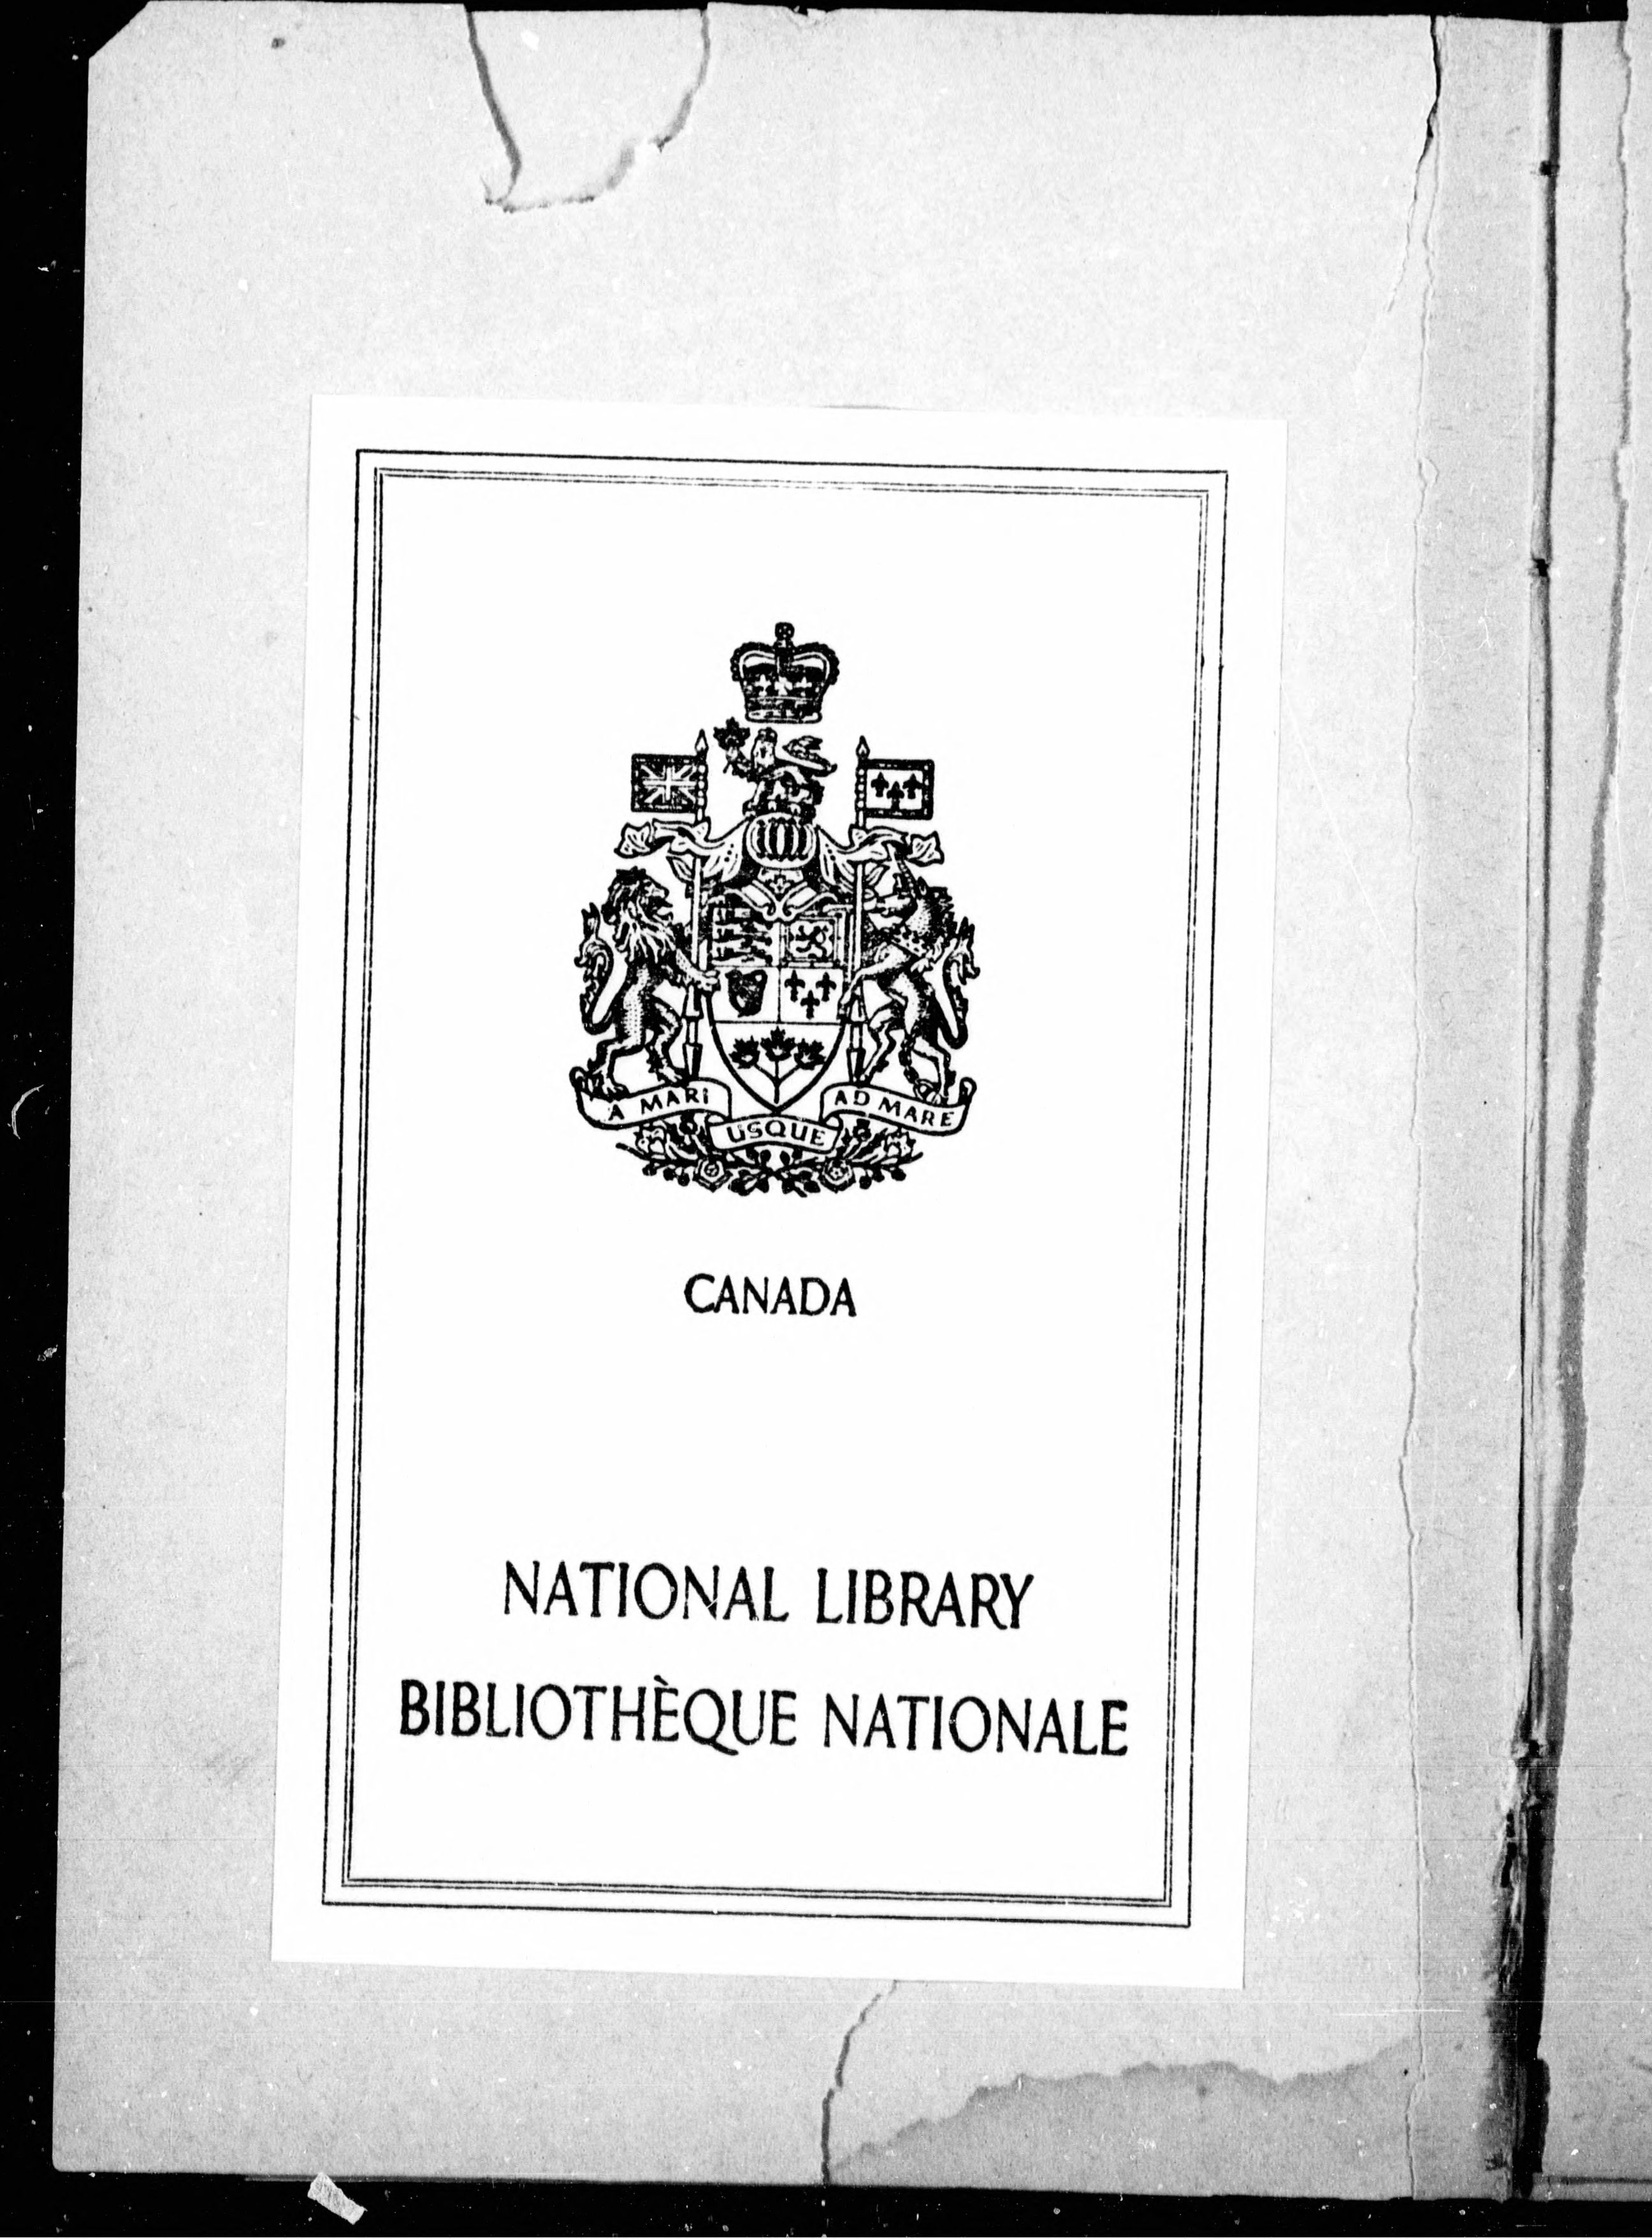 A MARI USQUE AD MARE
CANADA
NATIONAL LIBRARY
BIBLIOTHÈQUE NATIONALE